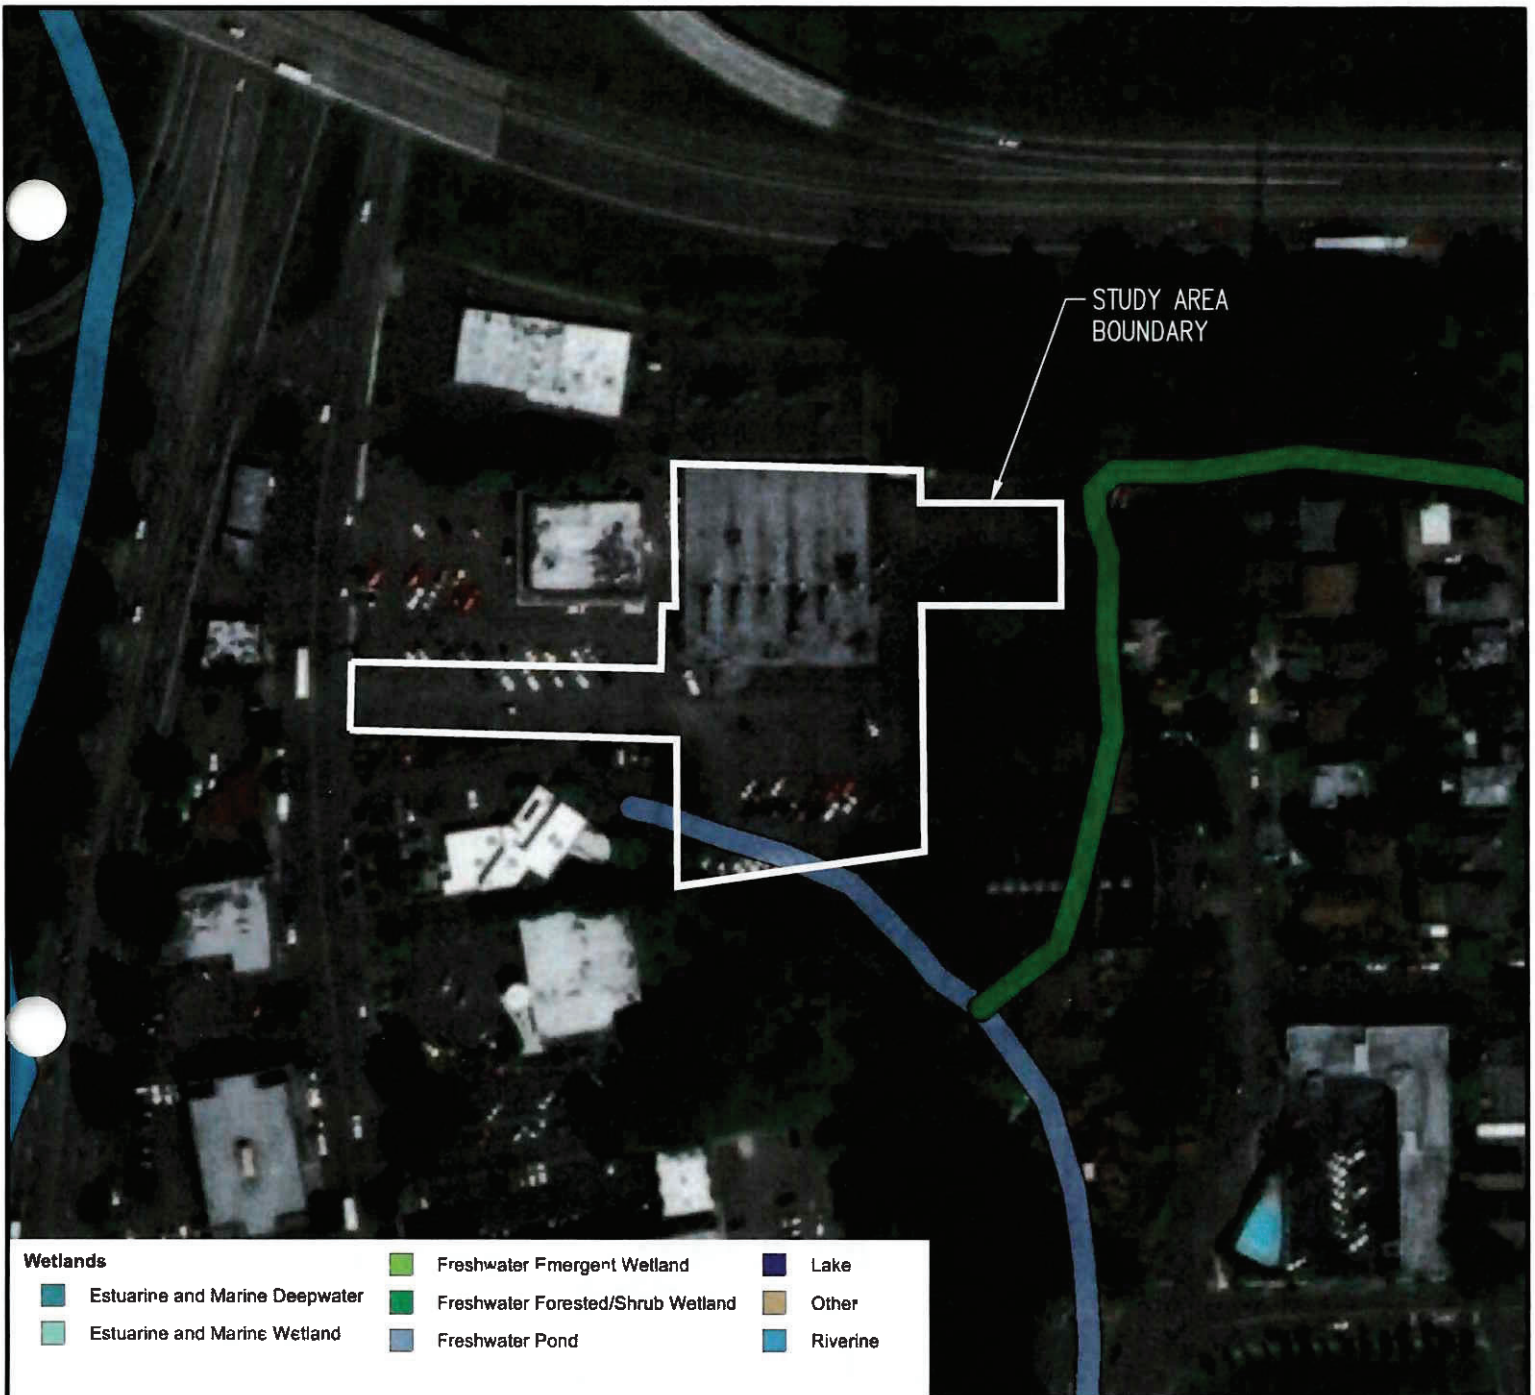 STUDY AREA
BOUNDARY
Wetlands
Estuarine and Marine Deepwater
Estuarine and Marine Wetland
Freshwater Emergent Wetland
Freshwater Forested/Shrub Wetland
Freshwater Pond
Lake
Other
Riverine